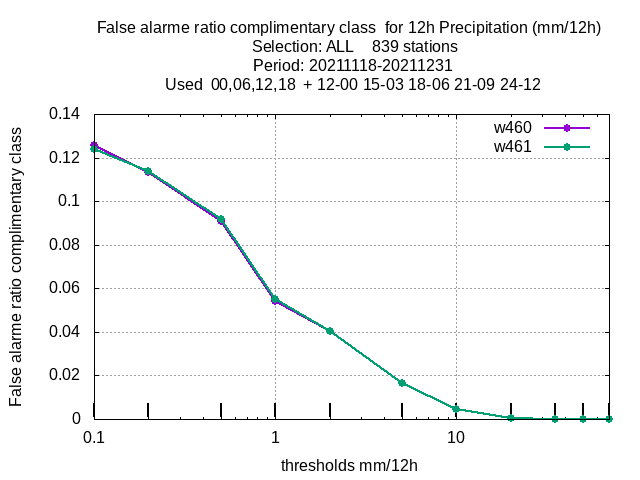 False alarme ratio complimentary class  for 12h Precipitation (mm/12h)
Selection: ALL    839 stations
Period: 20211118-20211231
Used  00,06,12,18  + 12-00 15-03 18-06 21-09 24-12
False alarme ratio complimentary class
0.14
0.12
0.1
0.08
0.06
0.04
0.02
0
w460
w461
0.1
1
10
thresholds mm/12h